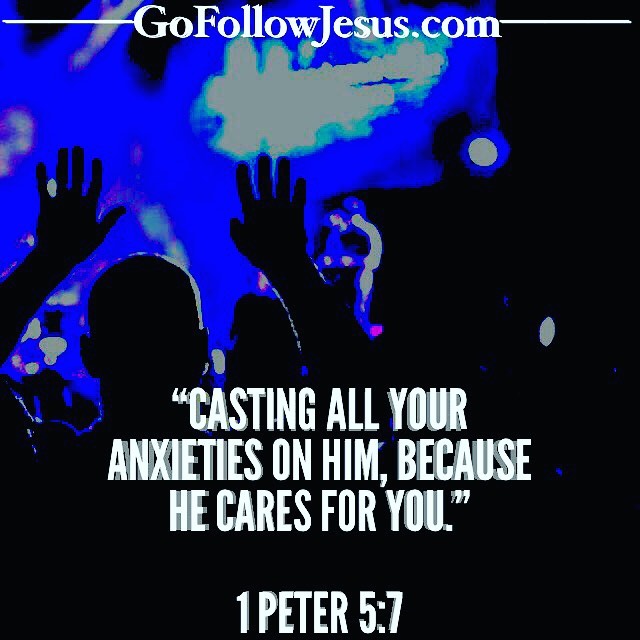 GoFollowJesus.com
“CASTING ALL YOUR
ANXIETIES ON HIM, BECAUSE
HE CARES FOR YOU.”
1 PETER 5:7